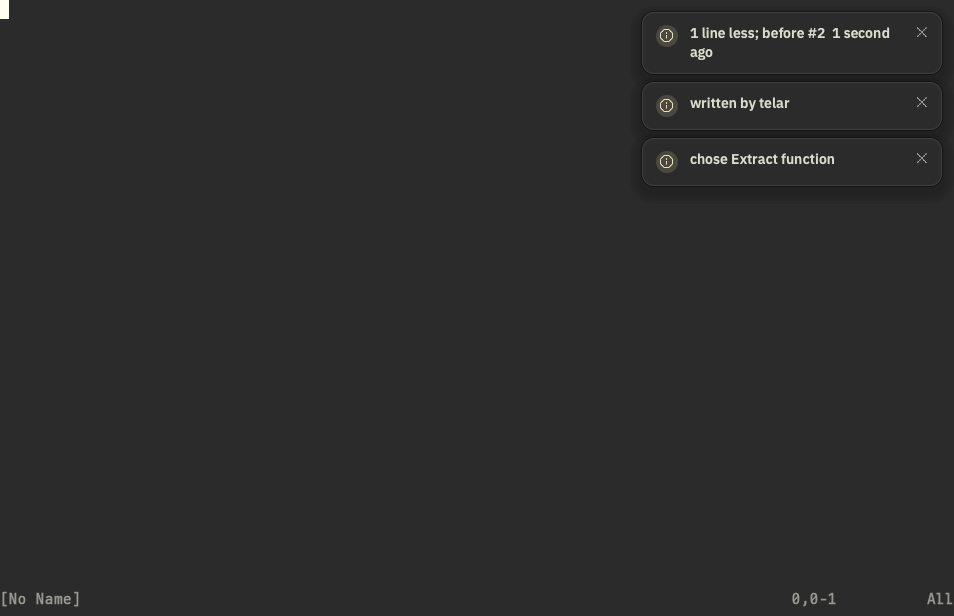 1 line less; before #2  1 second
ago
written by telar
chose Extract function
[No Name] 0,0-1 All